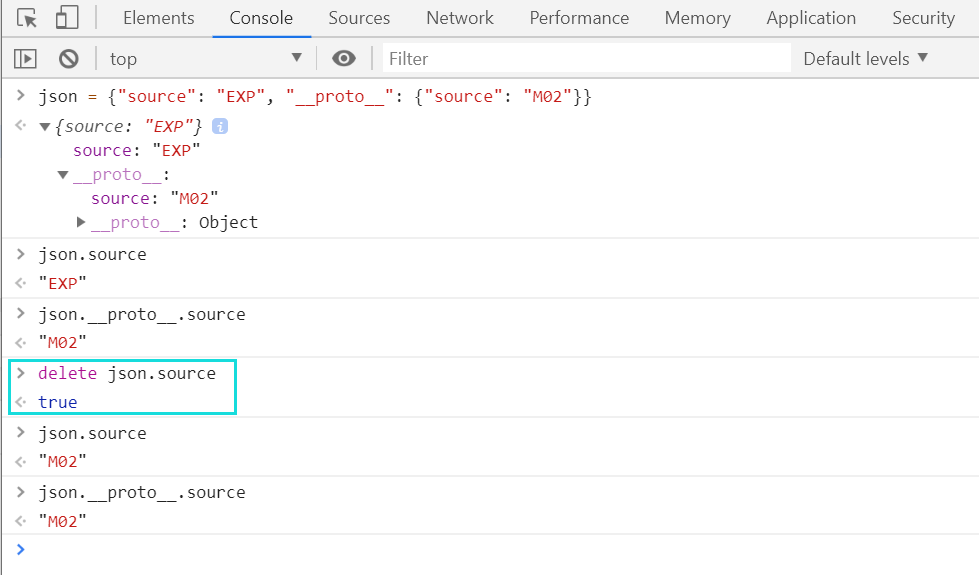 Elements Console Sources Network Performance Memory Application Security
top Filter Default levels
json = {"source": "EXP", "__proto__": {"source": "M02"}}
{source: "EXP"} i
source: "EXP"
__proto__:
source: "M02"
__proto__: Object
json.source
"EXP"
json.__proto__.source
"M02"
delete json.source
true
json.source
"M02"
json.__proto__.source
"M02"